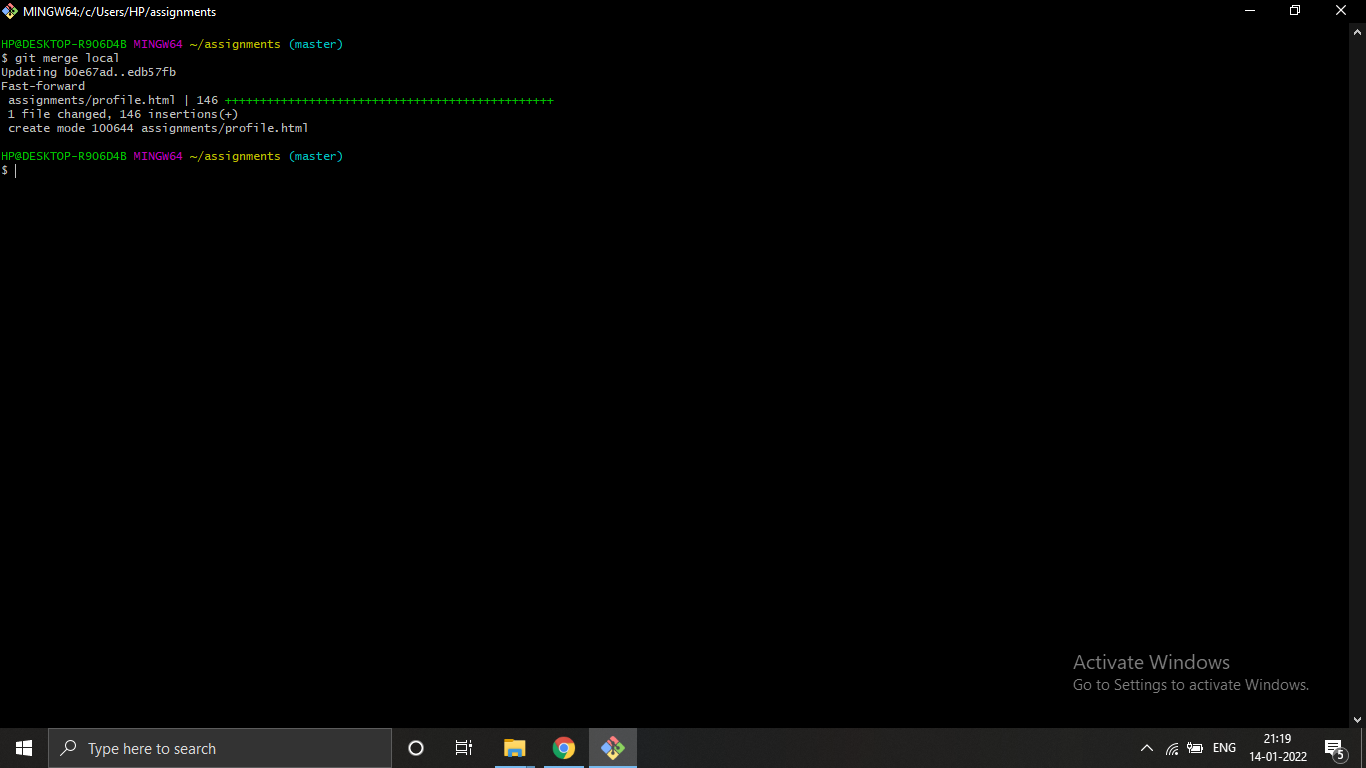 MINGW64:/c/Users/HP/assignments
HP@DESKTOP-R9O6D4B MINGW64 ~/assignments (master)
$ git merge local
Updating b0e67ad..edb57fb
Fast-forward
 assignments/profile.html | 146 +++++++++++++++++++++++++++++++++++++++++++++++
 1 file changed, 146 insertions(+)
 create mode 100644 assignments/profile.html
HP@DESKTOP-R9O6D4B MINGW64 ~/assignments (master)
$
Activate Windows
Go to Settings to activate Windows.
Type here to search
ENG
21:19
14-01-2022
5